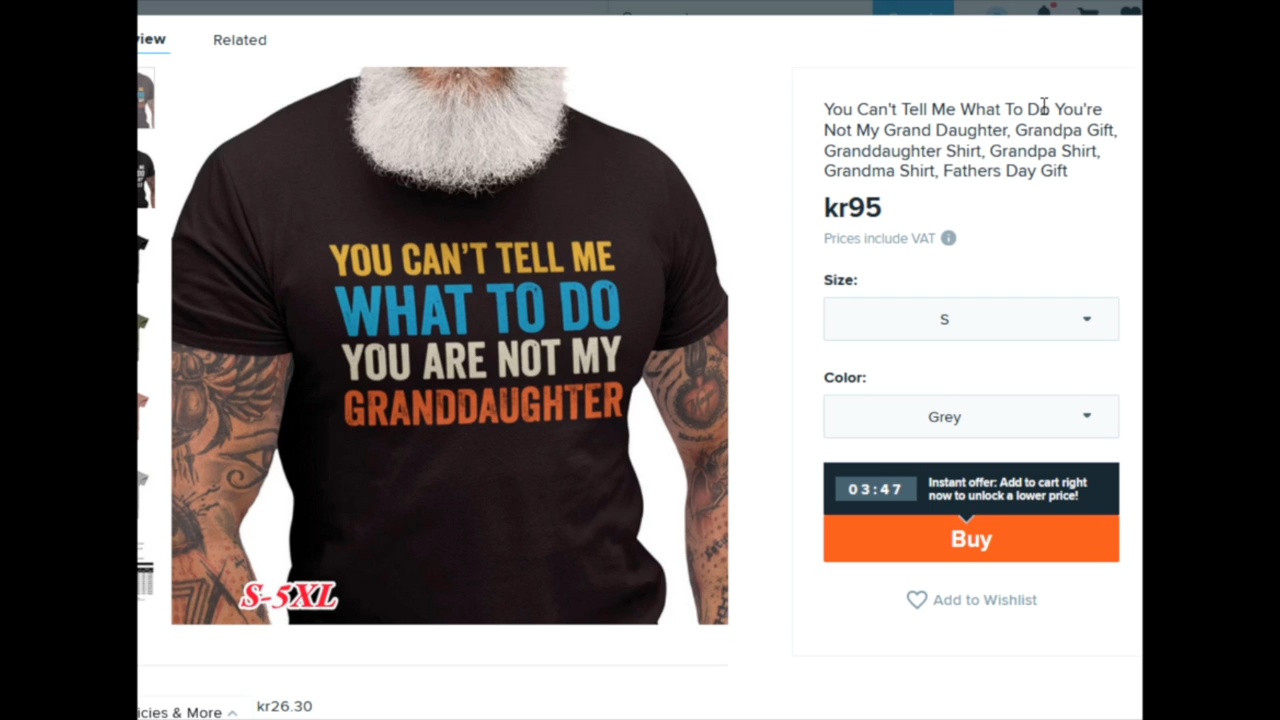 view
Related
YOU CAN'T TELL ME
WHAT TO DO
YOU ARE NOT MY
GRANDDAUGHTER
S-5XL
You Can't Tell Me What To Do You're
Not My Grand Daughter, Grandpa Gift,
Granddaughter Shirt, Grandpa Shirt,
Grandma Shirt, Fathers Day Gift
kr95
Prices include VAT
Size:
S
Color:
Grey
03:47
Instant offer: Add to cart right
now to unlock a lower price!
Buy
Add to Wishlist
icies & More
kr26.30